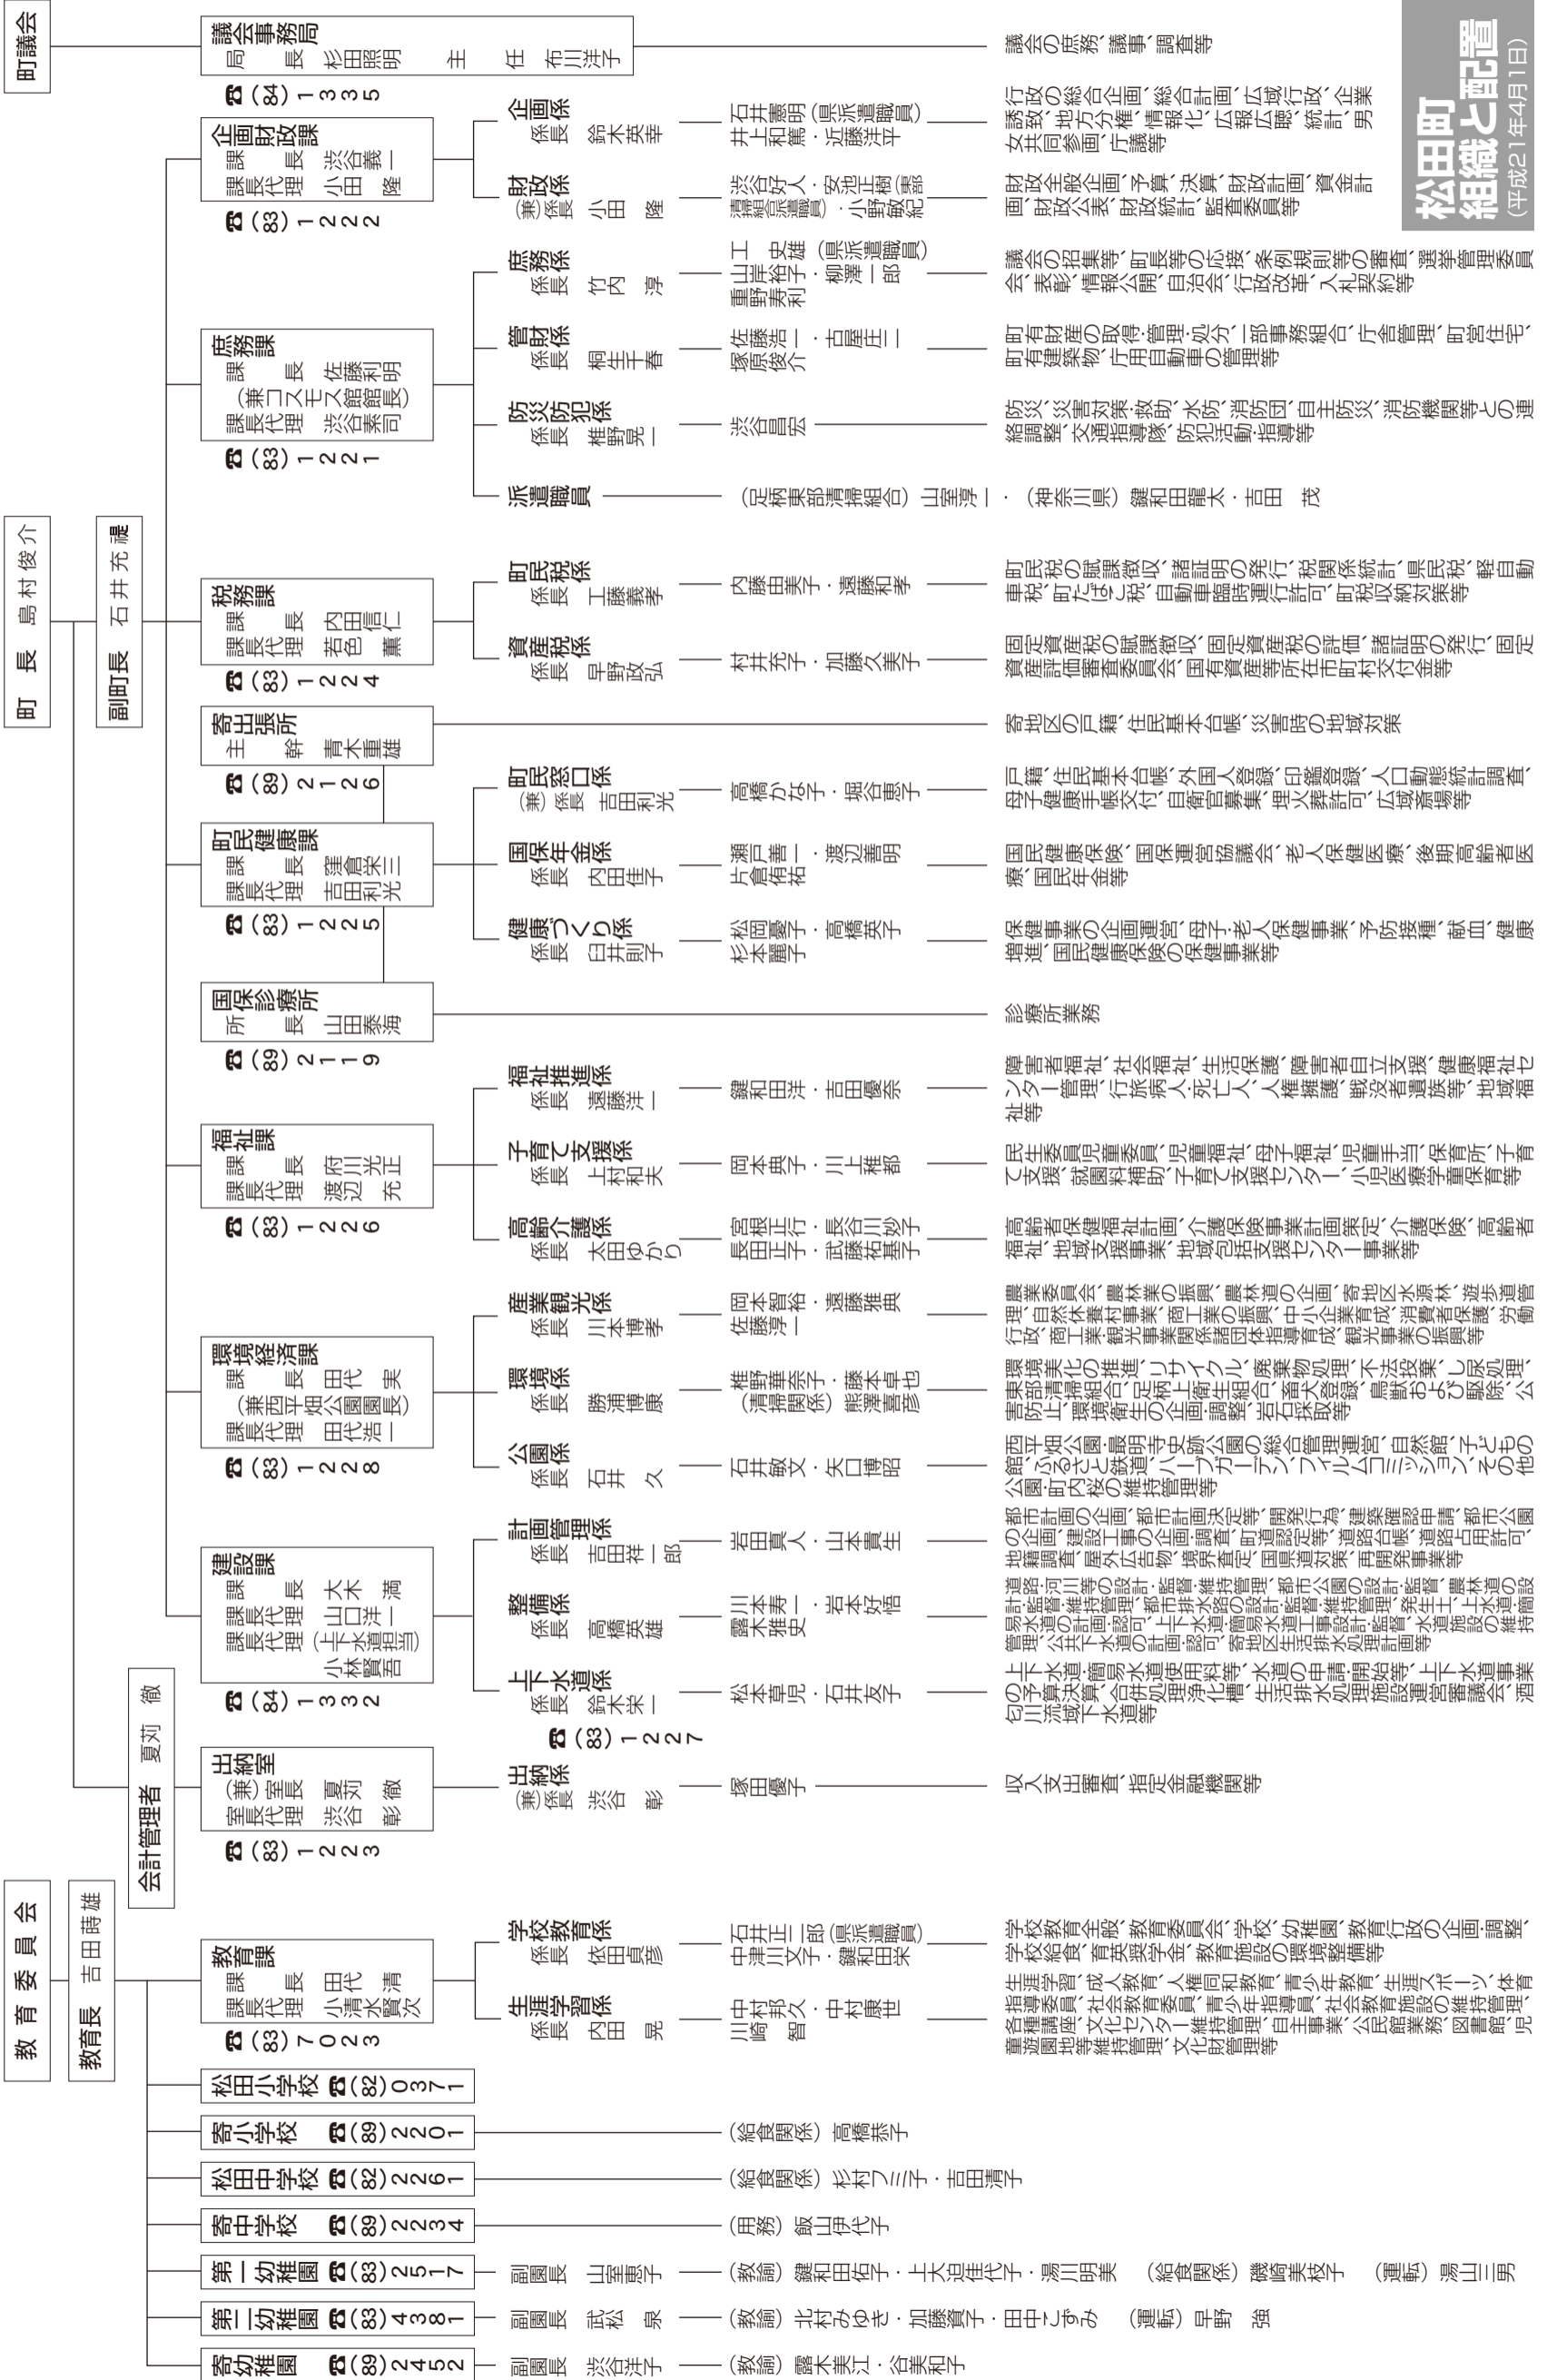 松田町
組織と配置
(平成21年4月1日)
町議会
議会事務局
局　長　杉田照明　主　任　布川洋子
☎(84)1335
議会の庶務、議事、調査等
町　長　島村俊介
副町長　石井充禔
企画財政課
課　長　渋谷義一
課長代理　小田　隆
☎(83)1222
企画係
係長　鈴木英幸
石井憲明(県派遣職員)
井上和篤・近藤洋平
行政の総合企画、総合計画、広域行政、企業
誘致、地方分権、情報化、広報広聴、統計、男
女共同参画、庁議等
財政係
(兼)係長　小田　隆
渋谷好人・安池正樹(東部
清掃組合派遣職員)・小野敏紀
財政全般企画、予算、決算、財政計画、資金計
画、財政公表、財政統計、監査委員等
庶務課
課　長　佐藤利明
(兼コスモス館館長)
課長代理　渋谷素司
☎(83)1221
庶務係
係長　竹内　淳
工　史雄(県派遣職員)
山岸裕子・柳澤一郎
重野寿利
議会の招集等、町長等の応接、条例規則等の審査、選挙管理委員
会、表彰、情報公開、自治会、行政改革、入札契約等
管財係
係長　桐生千春
佐藤浩一・古屋庄二
塚原俊介
町有財産の取得・管理・処分、一部事務組合、庁舎管理、町営住宅、
町有建築物、庁用自動車の管理等
防災防犯係
係長　椎野晃一
渋谷昌宏
防災、災害対策・救助、水防、消防団、自主防災、消防機関等との連
絡調整、交通指導隊、防犯活動・指導等
派遣職員
(足柄東部清掃組合)山室淳一・(神奈川県)鍵和田龍太・吉田　茂
税務課
課　長　内田信仁
課長代理　若色　薫
☎(83)1224
町民税係
係長　工藤義孝
内藤由美子・遠藤和孝
町民税の賦課徴収、諸証明の発行、税関係統計、県民税、軽自動
車税、町たばこ税、自動車臨時運行許可、町税収納対策等
資産税係
係長　早野政弘
村井充子・加藤久美子
固定資産税の賦課徴収、固定資産税の評価、諸証明の発行、固定
資産評価審査委員会、国有資産等所在市町村交付金等
寄出張所
主　幹　青木重雄
☎(89)2126
寄地区の戸籍、住民基本台帳、災害時の地域対策
町民健康課
課　長　窪倉栄三
課長代理　吉田利光
☎(83)1225
町民窓口係
(兼)係長　吉田利光
高橋かな子・堀谷恵子
戸籍、住民基本台帳、外国人登録、印鑑登録、人口動態統計調査、
母子健康手帳交付、自衛官募集、埋火葬許可、広域斎場等
国保年金係
係長　内田佳子
瀬戸善一・渡辺善明
片倉侑祐
国民健康保険、国保運営協議会、老人保健医療、後期高齢者医
療、国民年金等
健康づくり係
係長　臼井則子
松岡憂子・高橋英子
杉本麗子
保健事業の企画運営、母子・老人保健事業、予防接種、献血、健康
増進、国民健康保険の保健事業等
国保診療所
所　長　山田泰海
☎(89)2119
診療所業務
福祉課
課　長　府川光正
課長代理　渡辺　充
☎(83)1226
福祉推進係
係長　遠藤洋一
鍵和田洋・吉田優奈
障害者福祉、社会福祉、生活保護、障害者自立支援、健康福祉セ
ンター管理、行旅病人・死亡人、人権擁護、戦没者遺族等、地域福
祉等
子育て支援係
係長　上村和夫
岡本典子・川上稚都
民生委員児童委員、児童福祉、母子福祉、児童手当、保育所、子育
て支援、就園料補助、子育て支援センター、小児医療学童保育等
高齢介護係
係長　太田ゆかり
宮根正行・長谷川妙子
長田正子・武藤祐基子
高齢者保健福祉計画、介護保険事業計画策定、介護保険、高齢者
福祉、地域支援事業、地域包括支援センター事業等
環境経済課
課　長　田代　実
(兼西平畑公園園長)
課長代理　田代浩一
☎(83)1228
産業観光係
係長　川本博孝
岡本智裕・遠藤雅典
佐藤淳一
農業委員会、農林業の振興、農林道の企画、寄地区水源林、遊歩道管
理、自然休養村事業、商工業の振興、中小企業育成、消費者保護、労働
行政、商工業・観光事業関係諸団体指導育成、観光事業の振興等
環境係
係長　勝浦博康
椎野華奈子・藤本卓也
(清掃関係)熊澤喜彦
環境美化の推進、リサイクル、廃棄物処理、不法投棄、し尿処理、
東部清掃組合、足柄上衛生組合、畜犬登録、鳥獣および駆除、公
害防止、環境衛生の企画・調整、岩石採取等
公園係
係長　石井　久
石井敏文・矢口博昭
西平畑公園・最明寺史跡公園の総合管理運営、自然館、子どもの
館、ふるさと鉄道、ハーブガーデン、フィルムコミッション、その他の
公園・町内桜の維持管理等
建設課
課　長　大木　満
課長代理　山口洋一
課長代理(上下水道担当)
小林賢吾
☎(84)1332
計画管理係
係長　吉田祥一郎
岩田真人・山本貴生
都市計画の企画、都市計画決定等、開発行為、建築確認申請、都市公園
の企画、建設工事の企画・調査、町道認定等、道路台帳、道路占用許可、
地籍調査、屋外広告物、境界査定、国県道対策、再開発事業等
整備係
係長　高橋英雄
川本寿一・岩本好悟
露木雅史
道路・河川等の設計・監督・維持管理、都市公園の設計・監督、農林道の設
計・監督・維持管理、都市排水路の設計・監督・維持管理、発生土、上水道・簡
易水道の計画・認可、上下水道・簡易水道工事設計・監督、水道施設の維持
管理、公共下水道の計画・認可、寄地区生活排水処理計画等
上下水道係
係長　鈴木栄一
☎(83)1227
松本草児・石井友子
上下水道・簡易水道使用料等、水道の申請・開始等、上下水道事業
の予算決算、合併処理浄化槽、生活排水処理施設運営審議会、酒
匂川流域下水道等
会計管理者　夏苅　徹
出納室
(兼)室長　夏苅　徹
室長代理　渋谷　彰
☎(83)1223
出納係
(兼)係長　渋谷　彰
塚田優子
収入支出審査、指定金融機関等
教育委員会
教育長　吉田蒔雄
教育課
課　長　田代　清
課長代理　小清水賢次
☎(83)7023
学校教育係
係長　依田貞彦
石井正一郎(県派遣職員)
中津川文子・鍵和田栄
学校教育全般、教育委員会、学校、幼稚園、教育行政の企画・調整、
学校給食、育英奨学金、教育施設の環境整備等
生涯学習係
係長　内田　晃
中村邦久・中村康世
川崎　智
生涯学習、成人教育、人権同和教育、青少年教育、生涯スポーツ、体育
指導委員、社会教育委員、青少年指導員、社会教育施設の維持管理、
各種講座、文化センター維持管理、自主事業、公民館業務、図書館、児
童遊園地等維持管理、文化財管理等
松田小学校　☎(82)0371
寄小学校　☎(89)2201
(給食関係)高橋恭子
松田中学校　☎(82)2261
(給食関係)杉村フミ子・吉田清子
寄中学校　☎(89)2234
(用務)飯山伊代子
第一幼稚園　☎(83)2517
副園長　山室恵子
(教諭)鍵和田佑子・上大迫佳代子・湯川明美　(給食関係)磯崎美枝子　(運転)湯山三男
第二幼稚園　☎(83)4381
副園長　武松　泉
(教諭)北村みゆき・加藤賀子・田中こずみ　(運転)早野　強
寄幼稚園　☎(89)2452
副園長　渋谷洋子
(教諭)露木美江・谷美和子